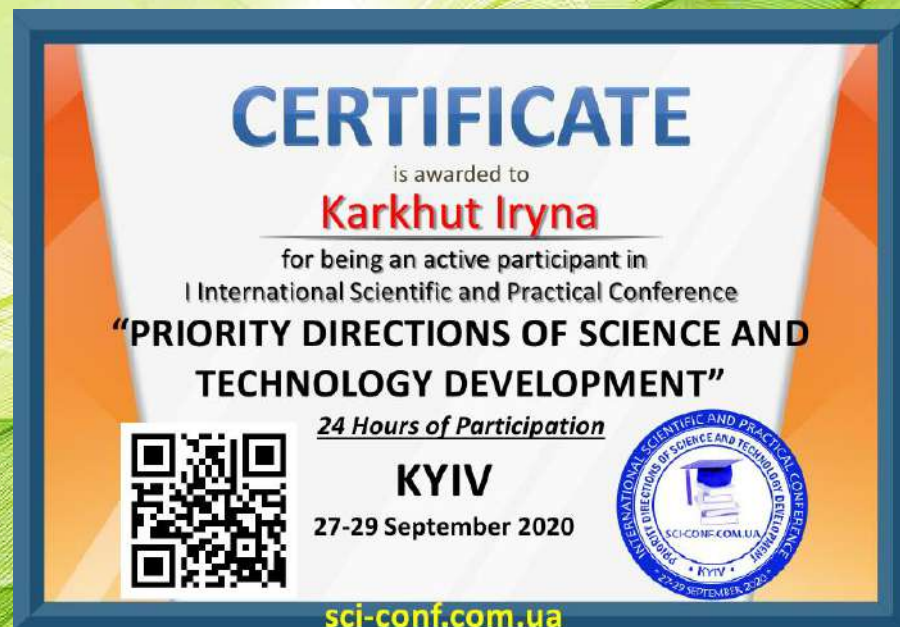 CERTIFICATE
is awarded to
Karkhut Iryna
for being an active participant in
I International Scientific and Practical Conference
“PRIORITY DIRECTIONS OF SCIENCE AND
TECHNOLOGY DEVELOPMENT”
24 Hours of Participation
KYIV
27-29 September 2020
INTERNATIONAL SCIENTIFIC AND PRACTICAL CONFERENCE
PRIORITY DIRECTIONS OF SCIENCE AND TECHNOLOGY DEVELOPMENT
SCI-CONF.COM.UA
• KYIV •
• 27-29 SEPTEMBER 2020 •
sci-conf.com.ua